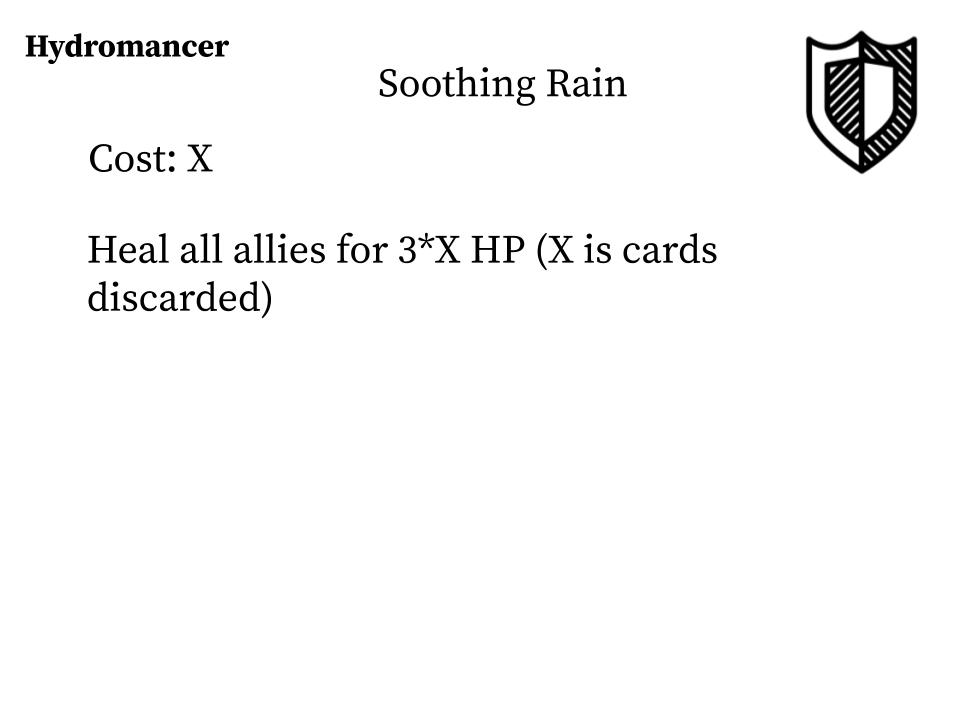 Hydromancer
Soothing Rain
Cost: X
Heal all allies for 3*X HP (X is cards
discarded)